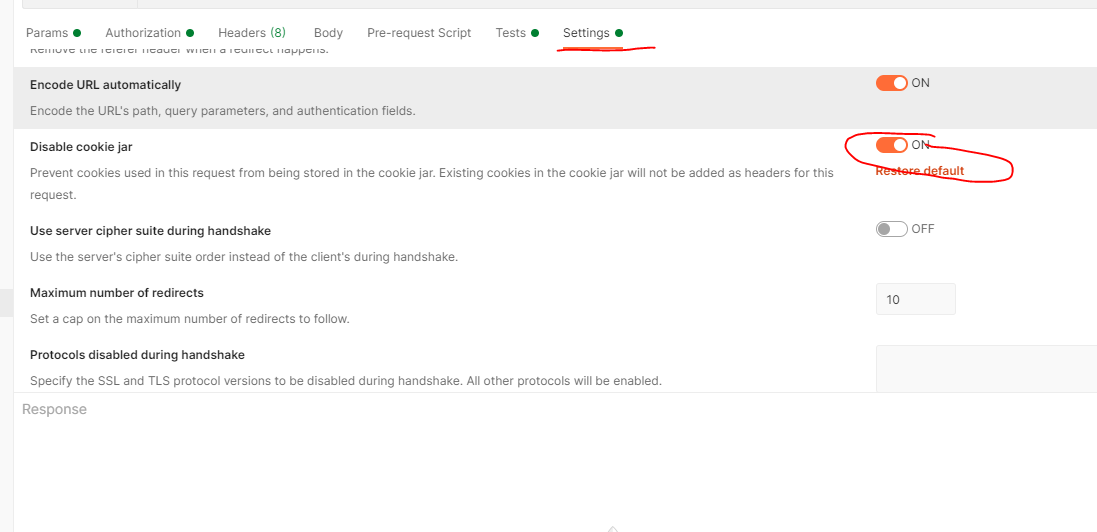 Params Authorization Headers (8) Body Pre-request Script Tests Settings
Remove the referer header when a redirect happens.
Encode URL automatically ON
Encode the URL's path, query parameters, and authentication fields.
Disable cookie jar ON
Prevent cookies used in this request from being stored in the cookie jar. Existing cookies in the cookie jar will not be added as headers for this Restore default
request.
Use server cipher suite during handshake OFF
Use the server's cipher suite order instead of the client's during handshake.
Maximum number of redirects 10
Set a cap on the maximum number of redirects to follow.
Protocols disabled during handshake
Specify the SSL and TLS protocol versions to be disabled during handshake. All other protocols will be enabled.
Response